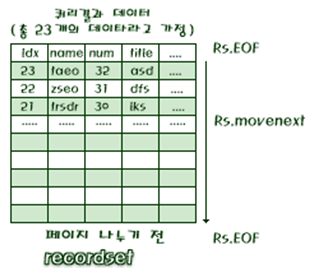 쿼리결과 데이터
(총 23개의 데이타라고 가정)
idx name num title .... Rs.EOF
23 taeo 32 asd ....
22 zseo 31 dfs ....
21 trsdr 30 iks ....
..... ..... ..... ..... Rs.movenext
페이지 나누기 전 Rs.EOF
recordset